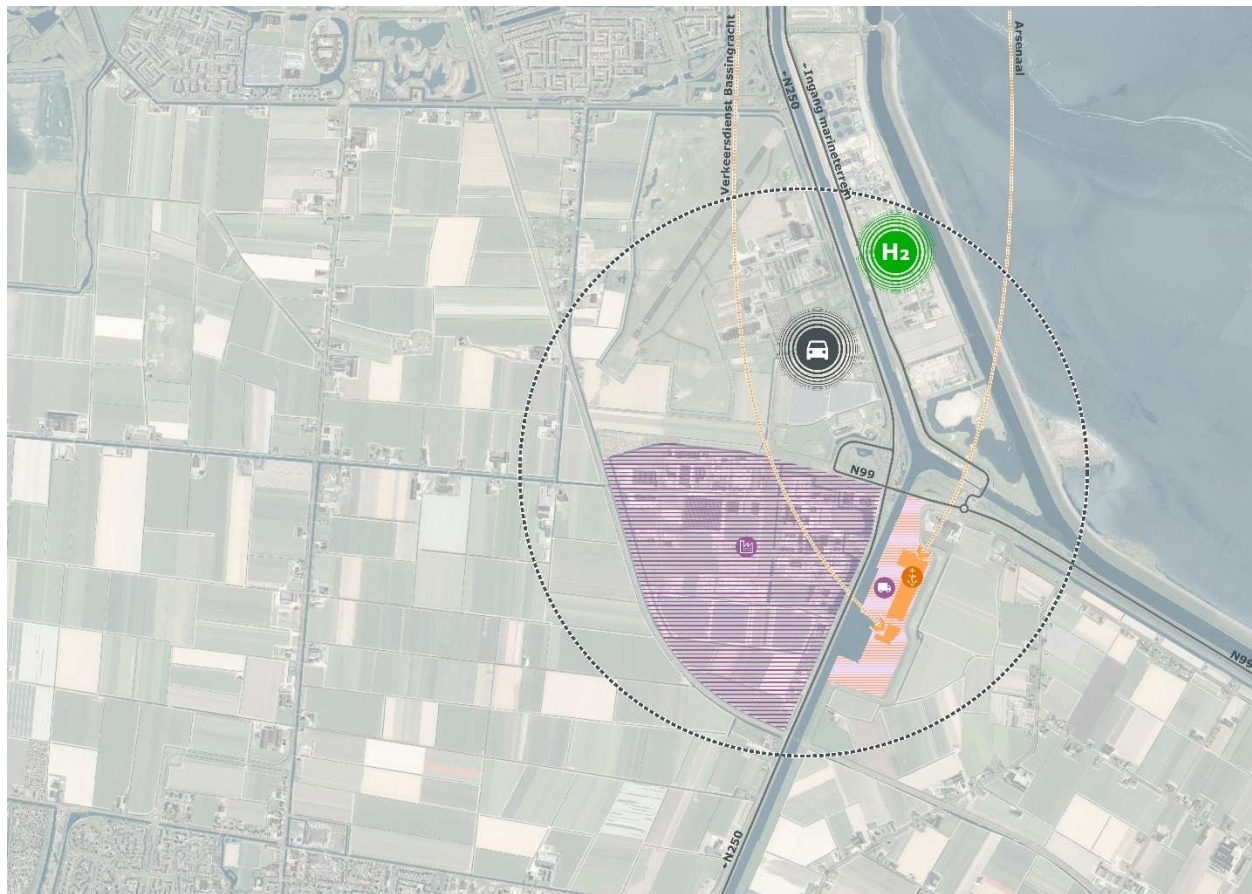 Verkeersdienst Bassingracht
←N250
←Ingang marineterrein
Arsenaal
H₂
N99
N99
←N250